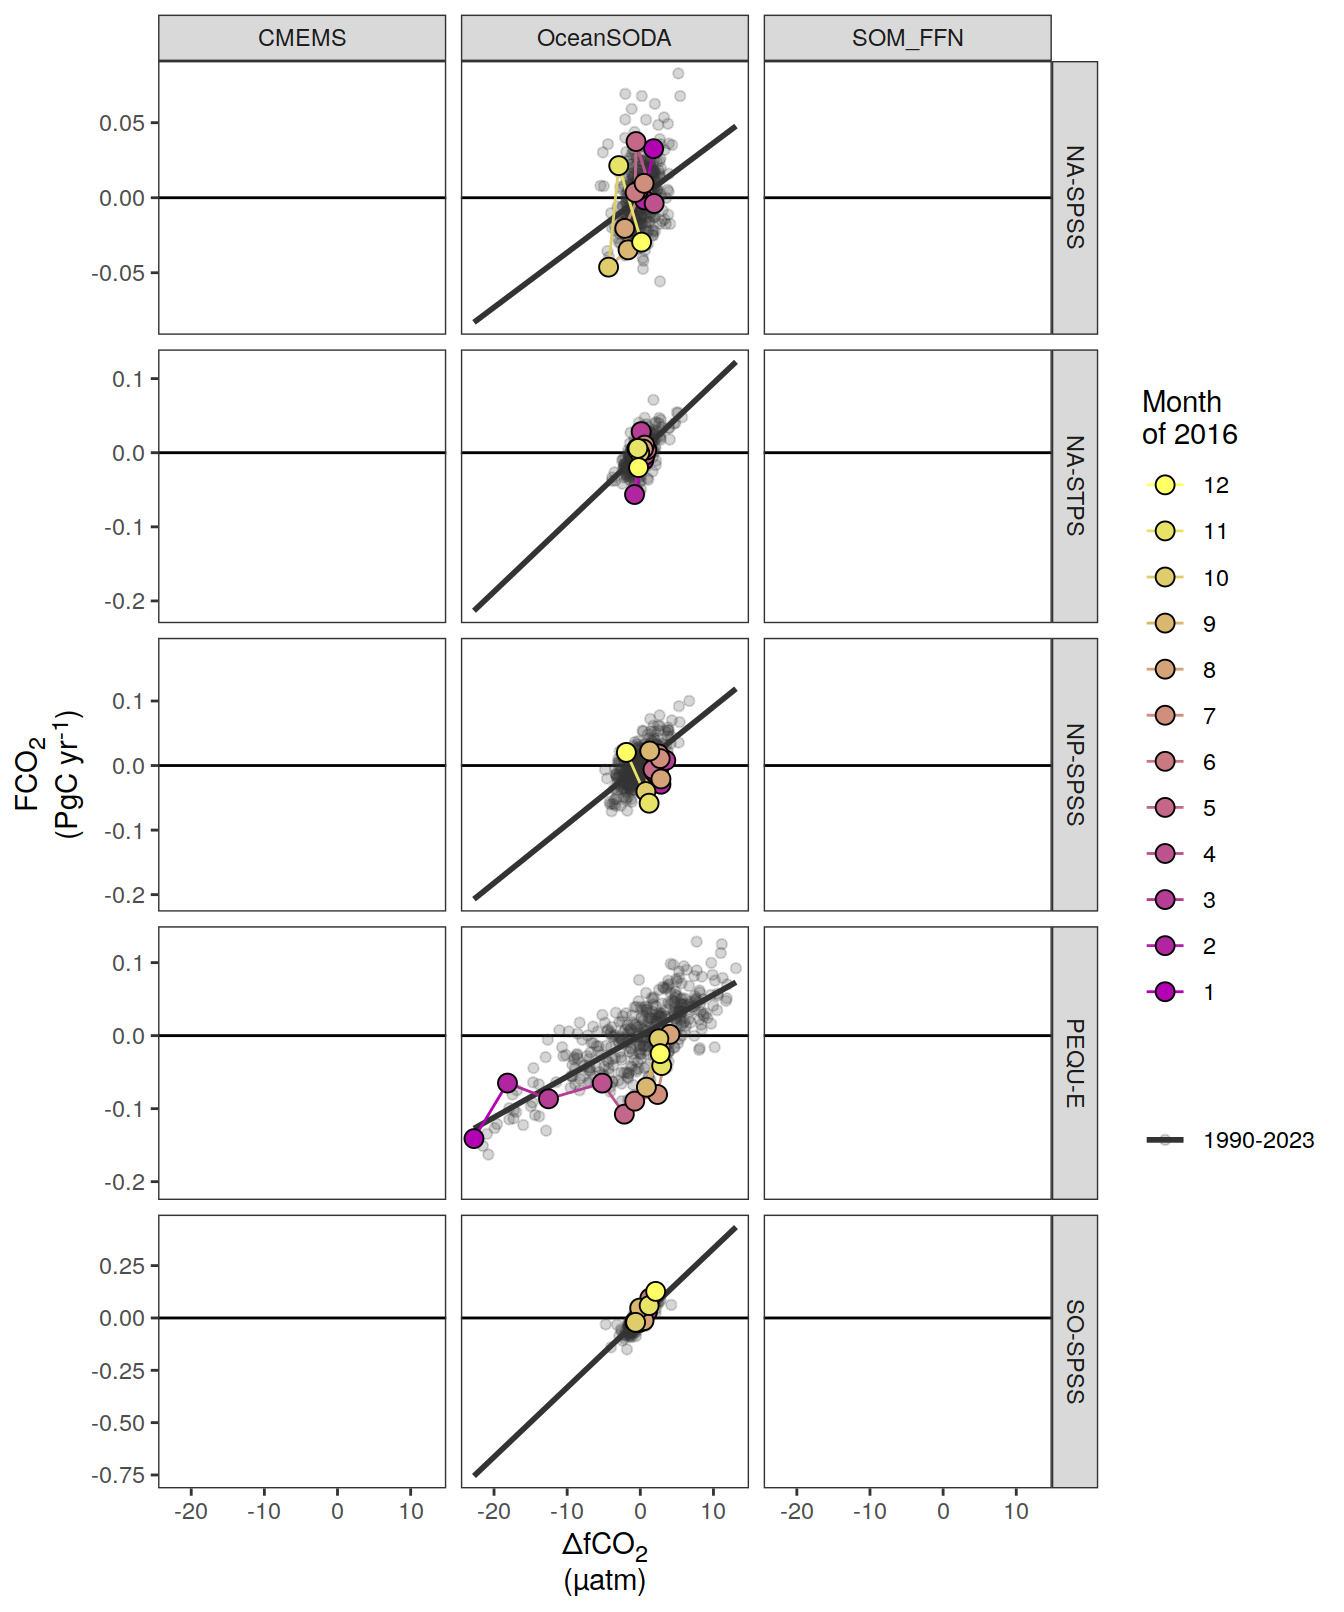 CMEMS
OceanSODA
SOM_FFN
0.05
0.00
-0.05
NA-SPSS
0.1
0.0
-0.1
-0.2
NA-STPS
0.1
0.0
-0.1
-0.2
NP-SPSS
0.1
0.0
-0.1
-0.2
PEQU-E
0.25
0.00
-0.25
-0.50
-0.75
SO-SPSS
-20 -10 0 10
-20 -10 0 10
-20 -10 0 10
ΔfCO2
(µatm)
FCO2
(PgC yr-1)
Month
of 2016
12
11
10
9
8
7
6
5
4
3
2
1
1990-2023